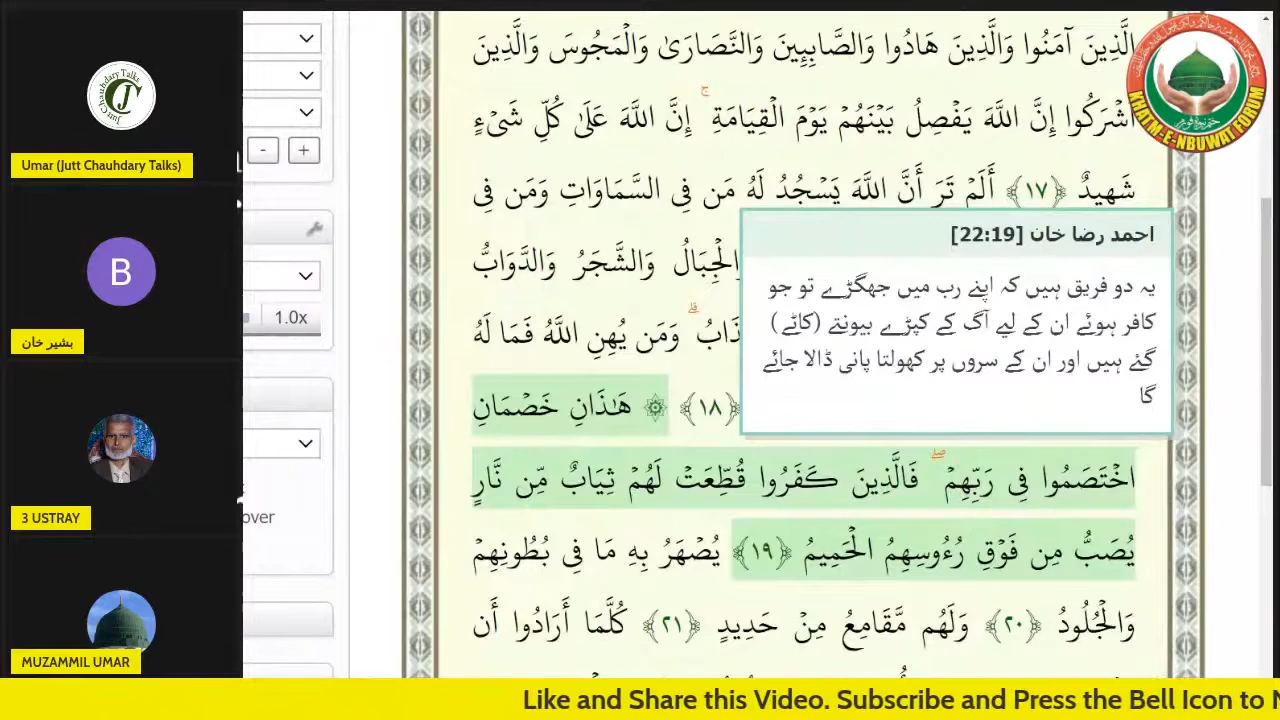 Umar (Jutt Chauhdary Talks)
بشیر خان
3 USTRAY
MUZAMMIL UMAR
-
+
1.0x
over
KHATM-E-NBUWAT FORUM
الَّذِينَ آمَنُوا وَالَّذِينَ هَادُوا وَالصَّابِئِينَ وَالنَّصَارَىٰ وَالْمَجُوسَ وَالَّذِينَ
أَشْرَكُوا إِنَّ اللَّهَ يَفْصِلُ بَيْنَهُمْ يَوْمَ الْقِيَامَةِ ۚ إِنَّ اللَّهَ عَلَىٰ كُلِّ شَيْءٍ
شَهِيدٌ ﴿١٧﴾ أَلَمْ تَرَ أَنَّ اللَّهَ يَسْجُدُ لَهُ مَن فِي السَّمَاوَاتِ وَمَن فِي
وَالْجِبَالُ وَالشَّجَرُ وَالدَّوَابُّ
ذَابُ ۗ وَمَن يُهِنِ اللَّهُ فَمَا لَهُ
﴿١٨﴾ ۞ هَـٰذَانِ خَصْمَانِ
اخْتَصَمُوا فِي رَبِّهِمْ ۖ فَالَّذِينَ كَفَرُوا قُطِّعَتْ لَهُمْ ثِيَابٌ مِّن نَّارٍ
يُصَبُّ مِن فَوْقِ رُءُوسِهِمُ الْحَمِيمُ ﴿١٩﴾ يُصْهَرُ بِهِ مَا فِي بُطُونِهِمْ
وَالْجُلُودُ ﴿٢٠﴾ وَلَهُم مَّقَامِعُ مِنْ حَدِيدٍ ﴿٢١﴾ كُلَّمَا أَرَادُوا أَن
احمد رضا خان [22:19]
یہ دو فریق ہیں کہ اپنے رب میں جھگڑے تو جو
کافر ہوئے ان کے لیے آگ کے کپڑے بیونتے (کاٹے)
گئے ہیں اور ان کے سروں پر کھولتا پانی ڈالا جائے
گا
Like and Share this Video. Subscribe and Press the Bell Icon to